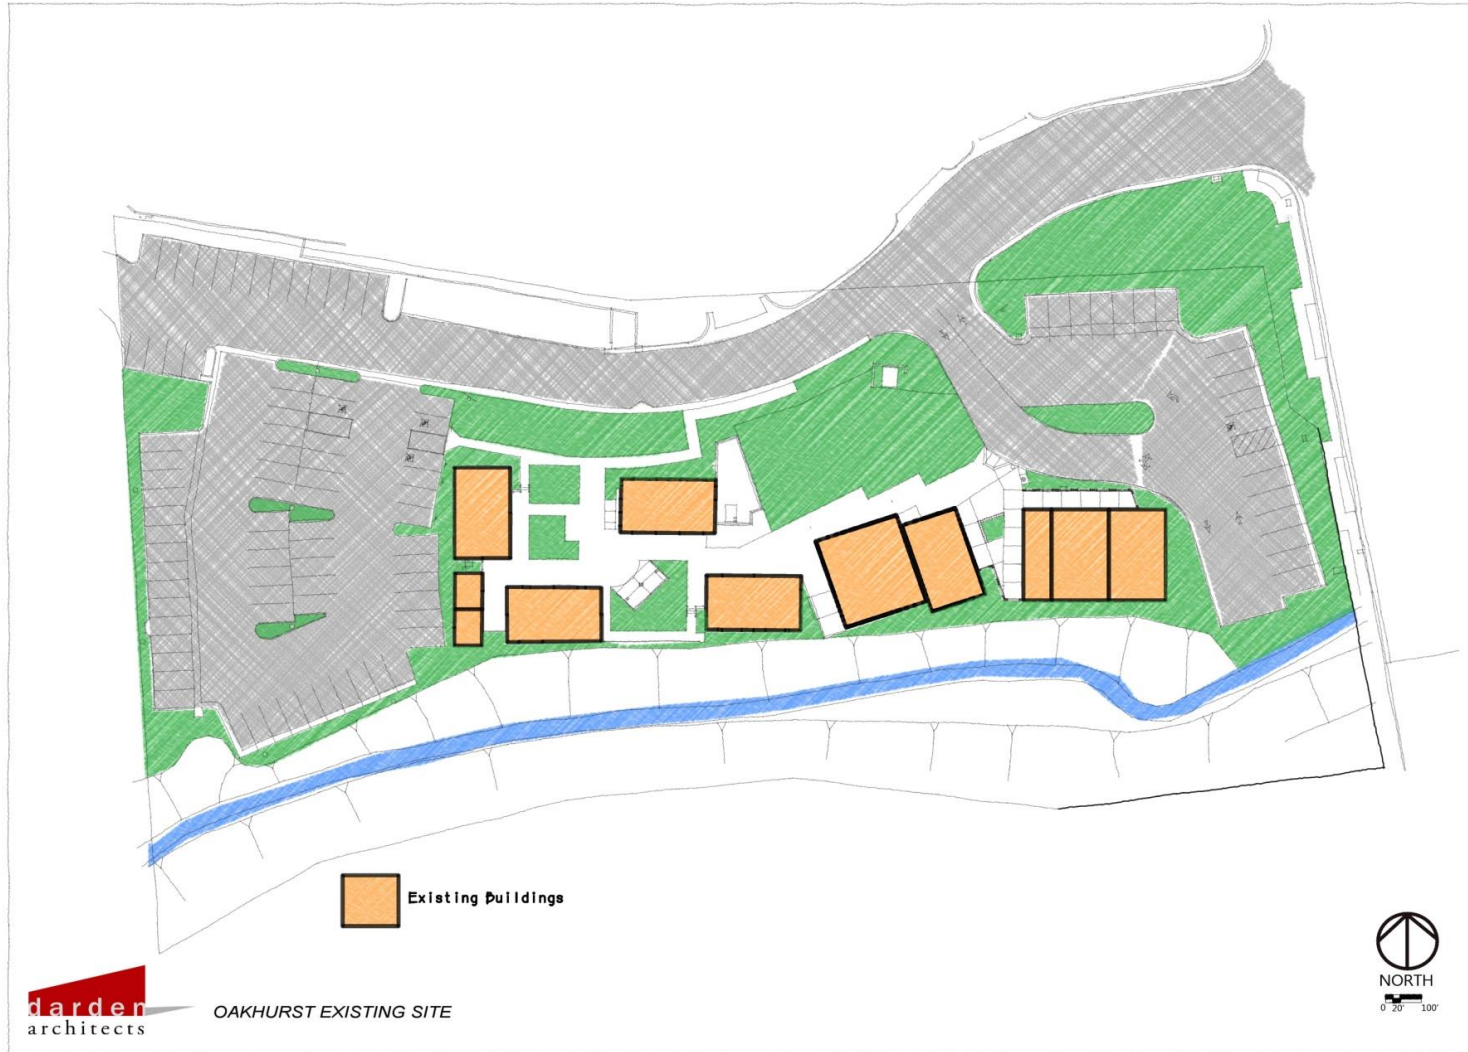 Existing Buildings
darden
architects
OAKHURST EXISTING SITE
NORTH
0 20' 100'